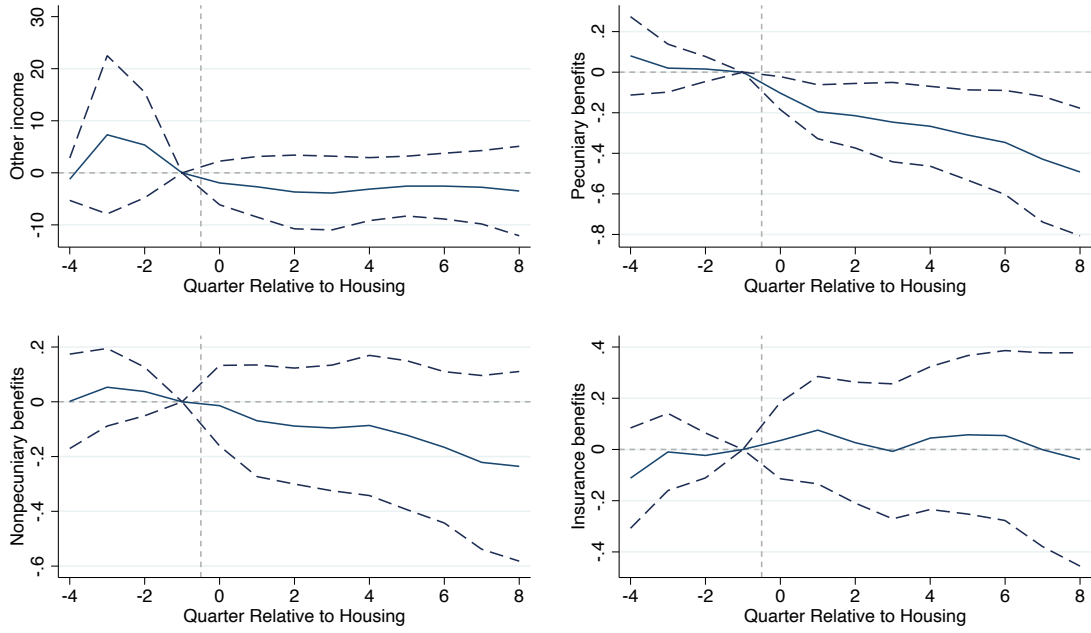 Other income
30
20
10
0
-10
-4 -2 0 2 4 6 8
Quarter Relative to Housing
Pecuniary benefits
.2
0
-.2
-.4
-.6
-.8
-4 -2 0 2 4 6 8
Quarter Relative to Housing
Nonpecuniary benefits
.2
0
-.2
-.4
-.6
-4 -2 0 2 4 6 8
Quarter Relative to Housing
Insurance benefits
.4
.2
0
-.2
-.4
-4 -2 0 2 4 6 8
Quarter Relative to Housing